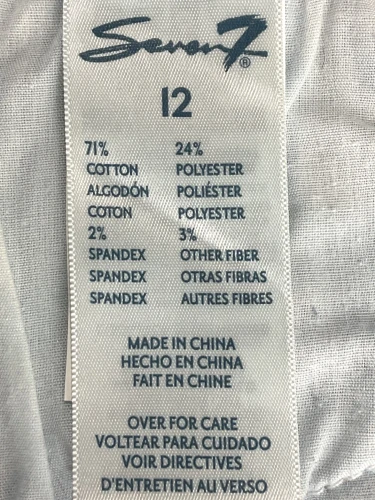 Seven7®
12
71% 24%
COTTON POLYESTER
ALGODÓN POLIÉSTER
COTON POLYESTER
2% 3%
SPANDEX OTHER FIBER
SPANDEX OTRAS FIBRAS
SPANDEX AUTRES FIBRES
MADE IN CHINA
HECHO EN CHINA
FAIT EN CHINE
OVER FOR CARE
VOLTEAR PARA CUIDADO
VOIR DIRECTIVES
D'ENTRETIEN AU VERSO